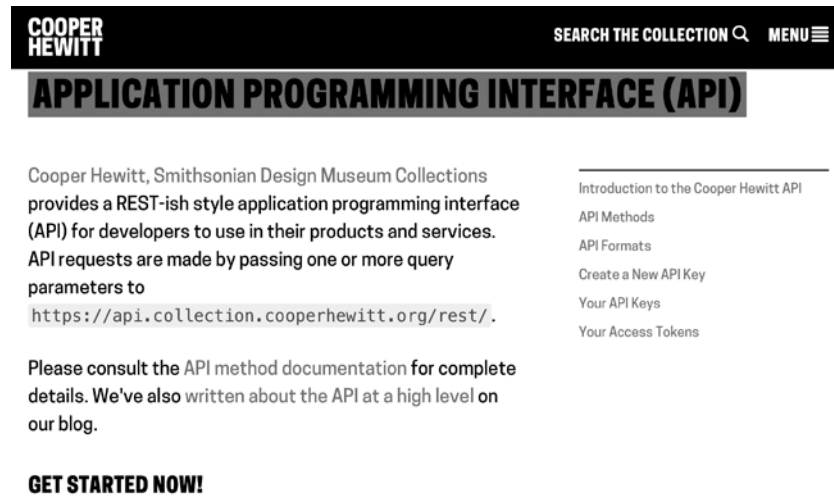 COOPER
HEWITT
SEARCH THE COLLECTION
MENU
APPLICATION PROGRAMMING INTERFACE (API)
Cooper Hewitt, Smithsonian Design Museum Collections
provides a REST-ish style application programming interface
(API) for developers to use in their products and services.
API requests are made by passing one or more query
parameters to
https://api.collection.cooperhewitt.org/rest/.
Please consult the API method documentation for complete
details. We've also written about the API at a high level on
our blog.
GET STARTED NOW!
Introduction to the Cooper Hewitt API
API Methods
API Formats
Create a New API Key
Your API Keys
Your Access Tokens